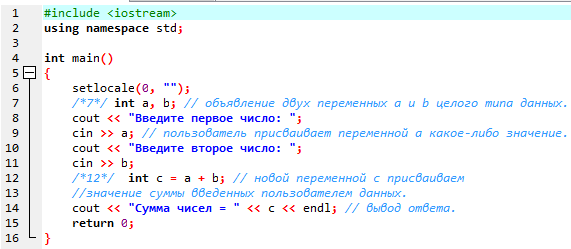 1 #include <iostream>
2 using namespace std;
3
4 int main()
5 {
6 setlocale(0, "");
7 /*7*/ int a, b; // объявление двух переменных a и b целого типа данных.
8 cout << "Введите первое число: ";
9 cin >> a; // пользователь присваивает переменной a какое-либо значение.
10 cout << "Введите второе число: ";
11 cin >> b;
12 /*12*/ int c = a + b; // новой переменной c присваиваем
13 //значение суммы введенных пользователем данных.
14 cout << "Сумма чисел = " << c << endl; // вывод ответа.
15 return 0;
16 }